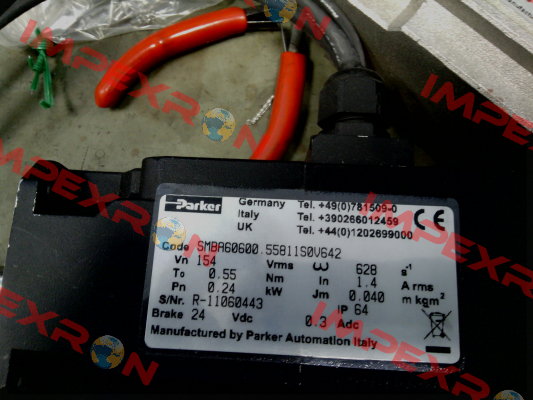 Parker
Germany Tel. +49(0)781509-0
Italy Tel. +390266012459
UK Tel. +44(0)1202699000
CE
Code SMBA60600.55811S0V642
Vn 154 Vrms ω 628 s-1
To 0.55 Nm In 1.4 A rms
Pn 0.24 kW Jm 0.040 m kgm2
S/Nr. R-11060443 IP 64
Brake 24 Vdc 0.3 Adc
Manufactured by Parker Automation Italy
IMPEXRON
IMPEXRON
IMPEXRON
IMPEXRON
IMPEXRON